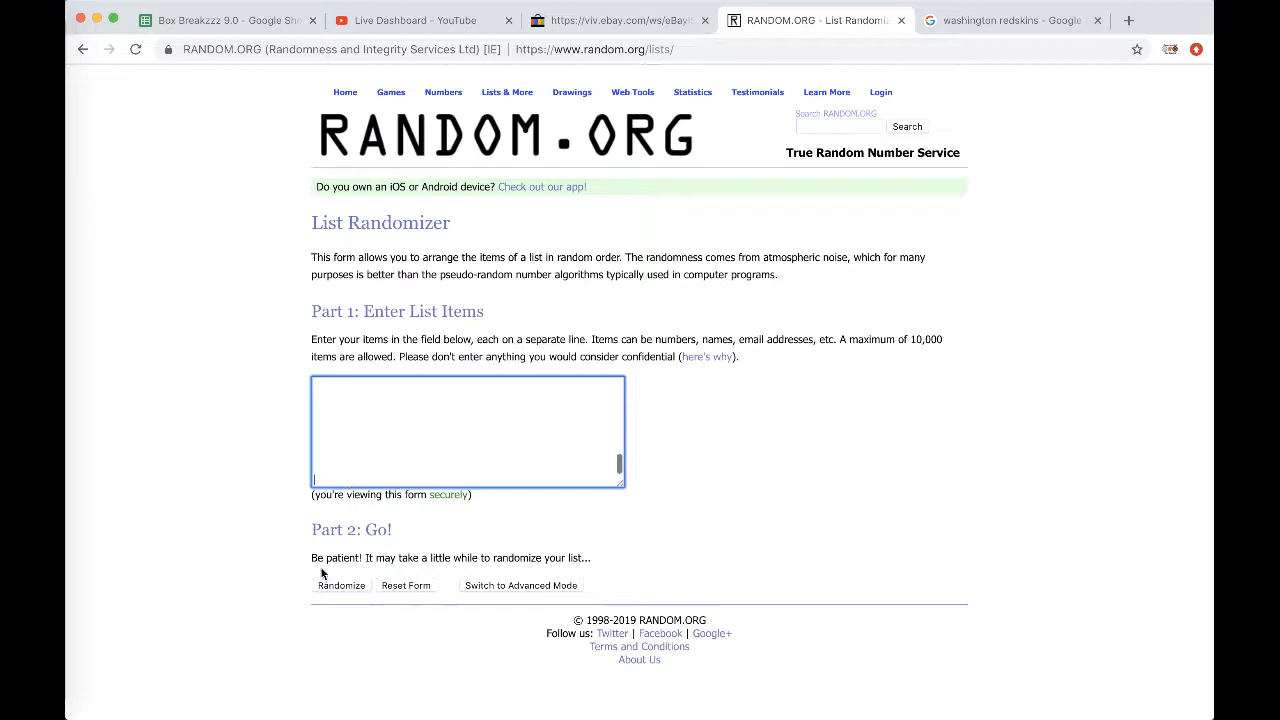 Box Breakzzz 9.0 - Google She
Live Dashboard - YouTube
https://viv.ebay.com/ws/eBayIS
RANDOM.ORG - List Randomiz
washington redskins - Google S
RANDOM.ORG (Randomness and Integrity Services Ltd) [IE] | https://www.random.org/lists/
Home Games Numbers Lists & More Drawings Web Tools Statistics Testimonials Learn More Login
Search RANDOM.ORG
RANDOM.ORG
Search
True Random Number Service
Do you own an iOS or Android device? Check out our app!
List Randomizer
This form allows you to arrange the items of a list in random order. The randomness comes from atmospheric noise, which for many
purposes is better than the pseudo-random number algorithms typically used in computer programs.
Part 1: Enter List Items
Enter your items in the field below, each on a separate line. Items can be numbers, names, email addresses, etc. A maximum of 10,000
items are allowed. Please don't enter anything you would consider confidential (here's why).
(you're viewing this form securely)
Part 2: Go!
Be patient! It may take a little while to randomize your list...
Randomize Reset Form Switch to Advanced Mode
© 1998-2019 RANDOM.ORG
Follow us: Twitter | Facebook | Google+
Terms and Conditions
About Us